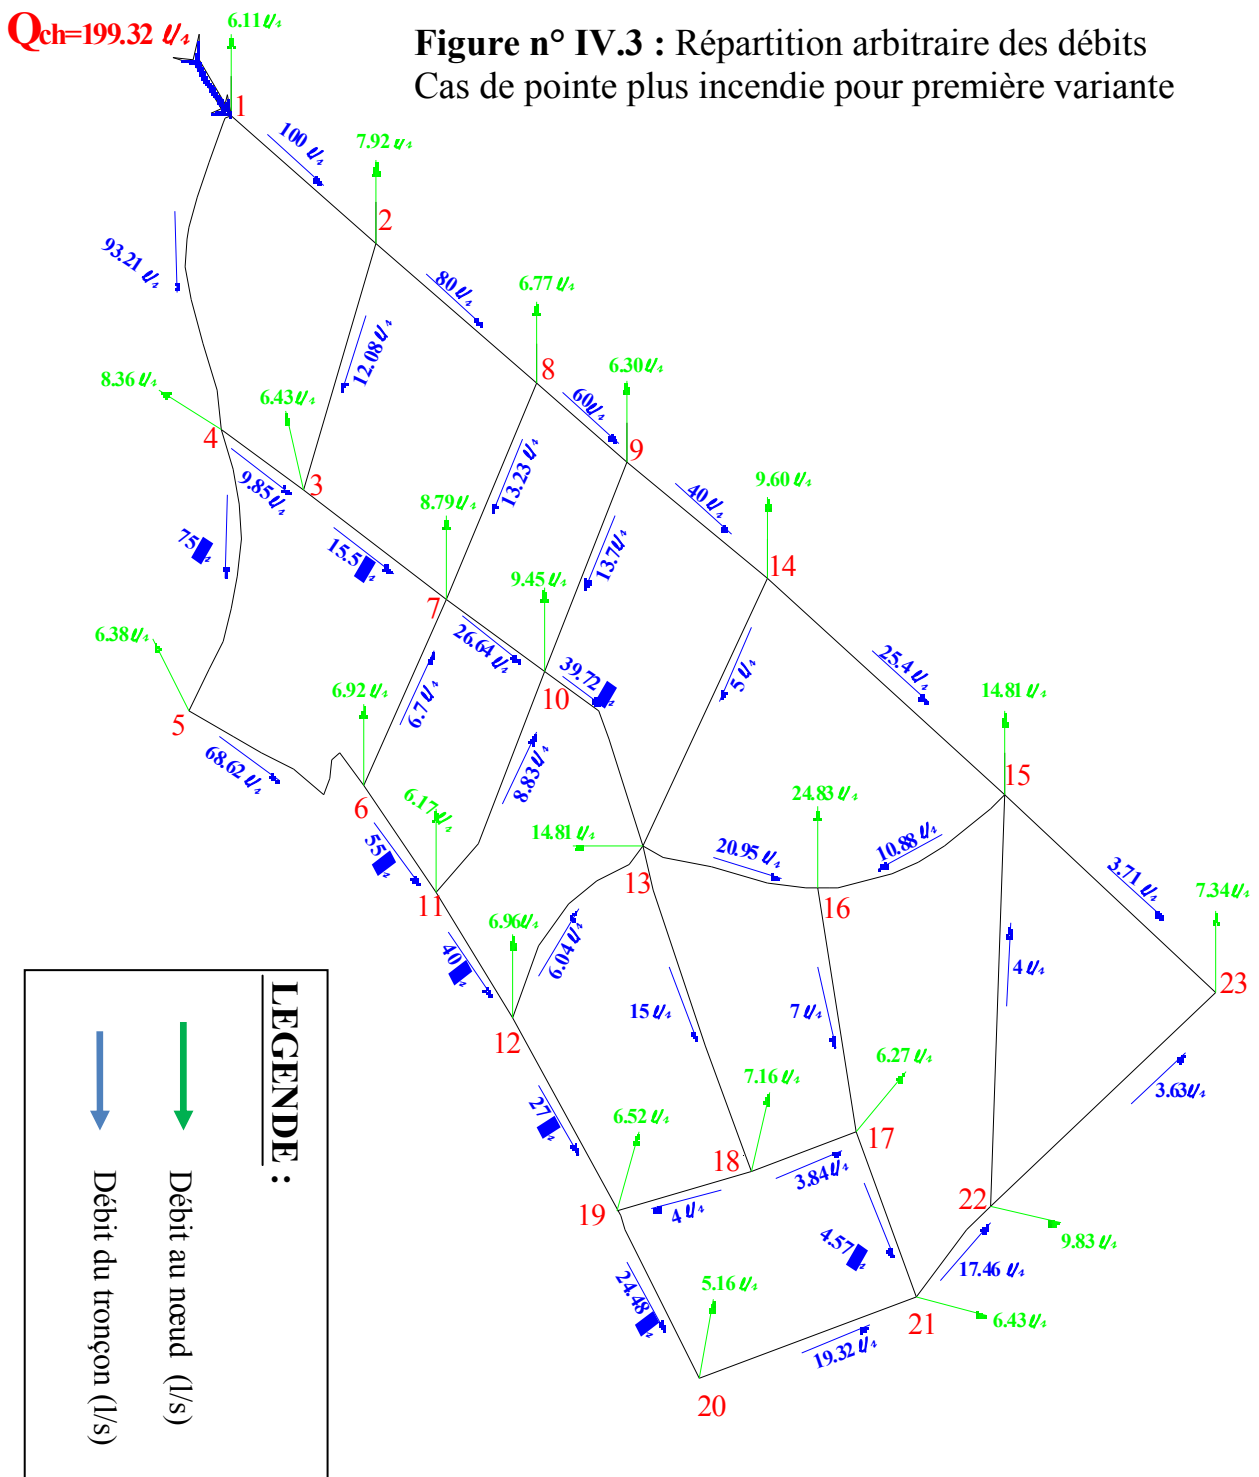 Qch=199.32 l/s
Figure n° IV.3 : Répartition arbitraire des débits
Cas de pointe plus incendie pour première variante
6.11 l/s
1
100 l/s
7.92 l/s
2
93.21 l/s
80 l/s
6.77 l/s
12.08 l/s
8
6.30 l/s
60 l/s
8.36 l/s
6.43 l/s
4
9
9.85 l/s
3
13.23 l/s
40 l/s
9.60 l/s
8.79 l/s
75
15.5
13.7 l/s
14
9.45 l/s
7
26.64 l/s
6.38 l/s
5 l/s
25.4 l/s
39.72
10
6.92 l/s
6.7 l/s
14.81 l/s
5
68.62 l/s
8.83 l/s
15
6
6.17 l/s
24.83 l/s
55
14.81 l/s
20.95 l/s
10.88 l/s
13
3.71 l/s
7.34 l/s
11
16
6.96 l/s
40
6.04 l/s
4 l/s
23
15 l/s
7 l/s
12
6.27 l/s
7.16 l/s
3.63 l/s
27
6.52 l/s
17
18
3.84 l/s
22
19
4 l/s
9.83 l/s
4.57
17.46 l/s
24.48
5.16 l/s
21
6.43 l/s
19.32 l/s
20
LEGENDE :
Débit au nœud (l/s)
Débit du tronçon (l/s)